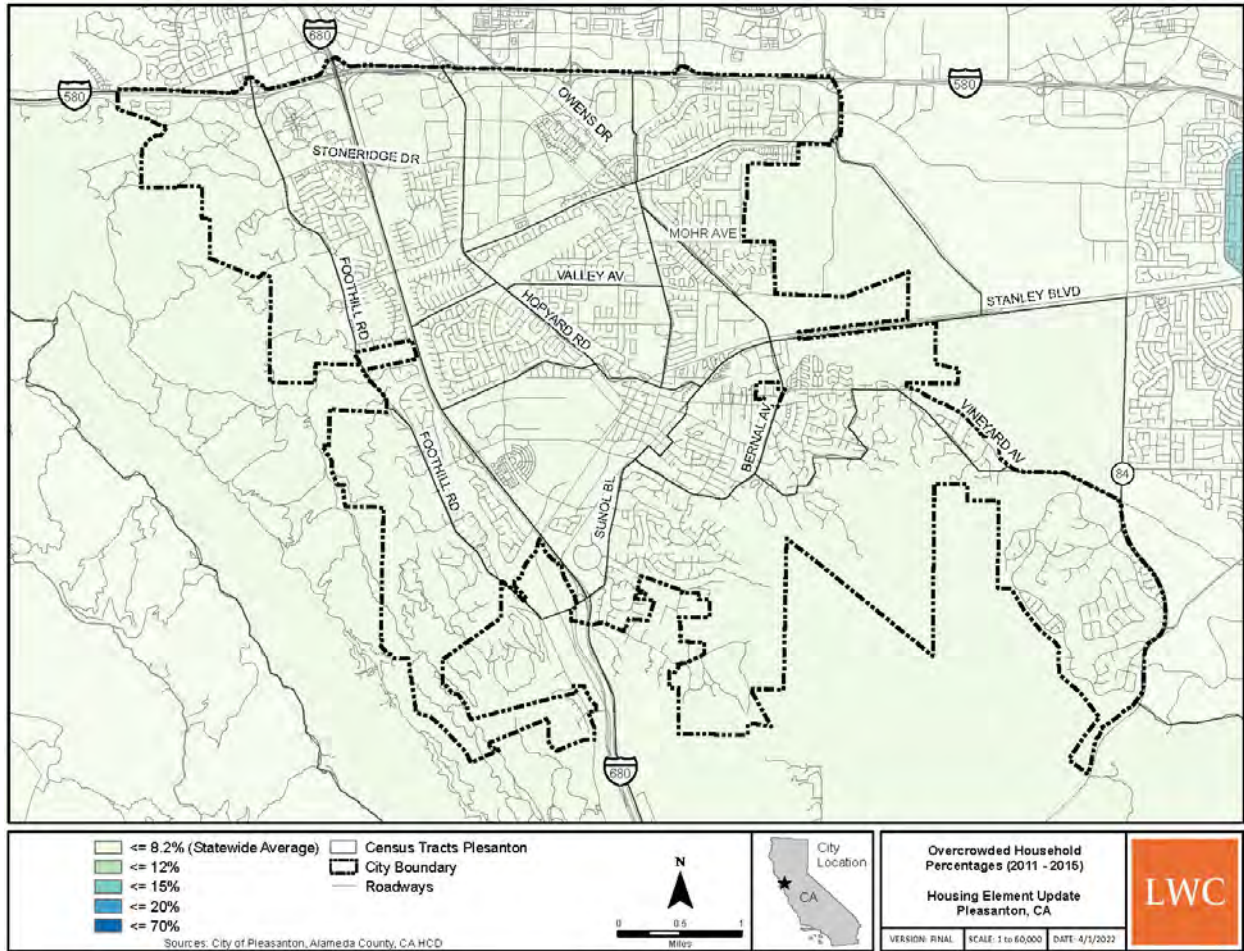 680
580
580
OWENS DR
STONERIDGE DR
MOHR AVE
VALLEY AV
FOOTHILL RD
HOPYARD RD
STANLEY BLVD
VINEYARD AV
BERNAL AV
FOOTHILL RD
SUNOL BL
84
680
<= 8.2% (Statewide Average)
<= 12%
<= 15%
<= 20%
<= 70%
Census Tracts Plesanton
City Boundary
Roadways
Sources: City of Pleasanton, Alameda County, CA HCD
N
0 0.5 1
Miles
City
Location
CA
Overcrowded Household
Percentages (2011 - 2015)
Housing Element Update
Pleasanton, CA
VERSION: FINAL
SCALE: 1 to 60,000
DATE: 4/1/2022
LWC